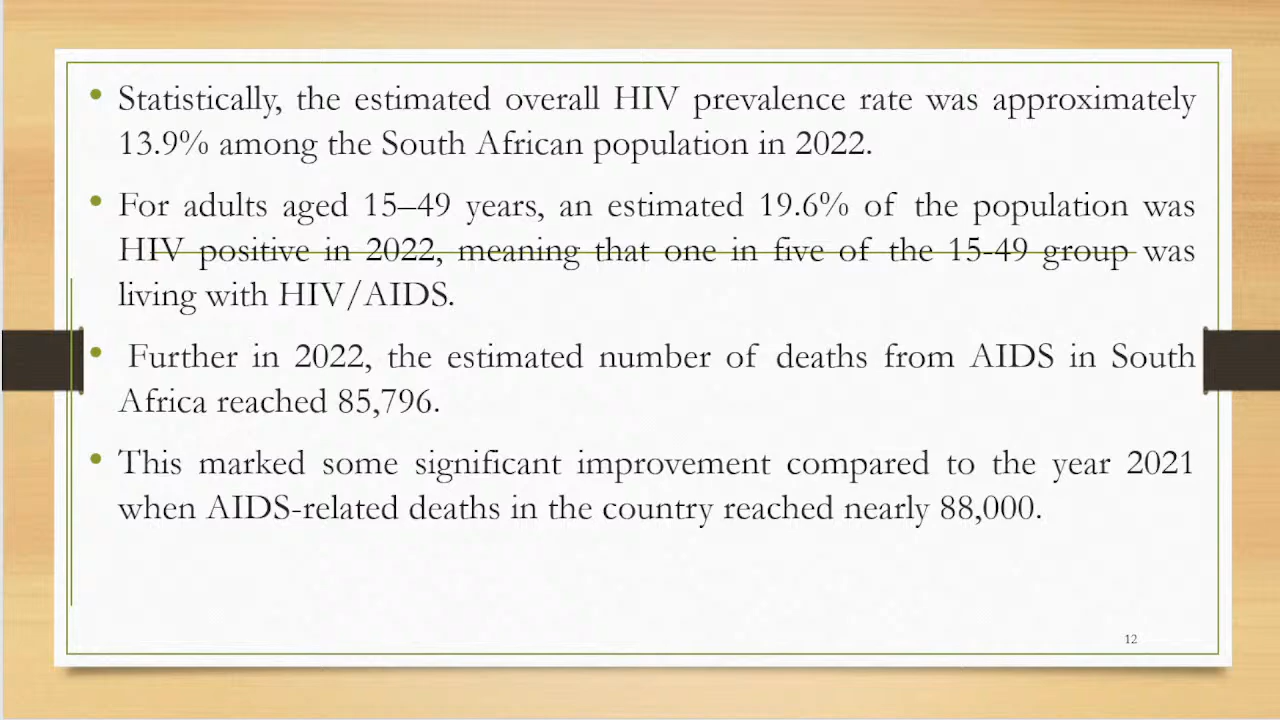 • Statistically, the estimated overall HIV prevalence rate was approximately
13.9% among the South African population in 2022.
• For adults aged 15–49 years, an estimated 19.6% of the population was
HIV positive in 2022, meaning that one in five of the 15-49 group was
living with HIV/AIDS.
• Further in 2022, the estimated number of deaths from AIDS in South
Africa reached 85,796.
• This marked some significant improvement compared to the year 2021
when AIDS-related deaths in the country reached nearly 88,000.
12